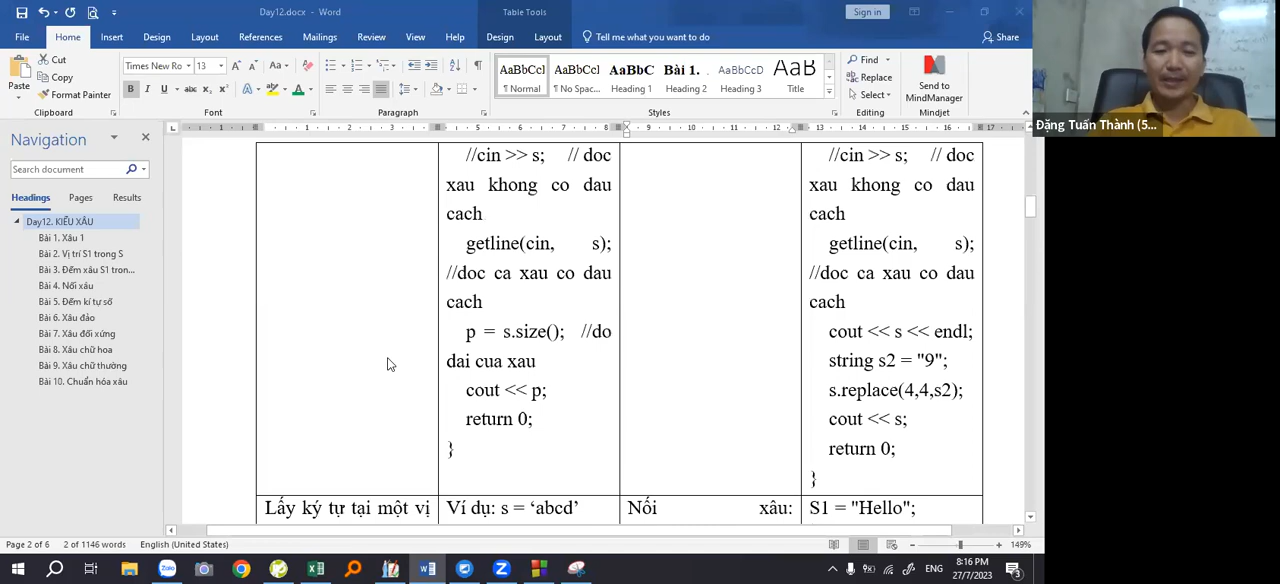 Day12.docx - Word
Table Tools
Sign in
File
Home
Insert
Design
Layout
References
Mailings
Review
View
Help
Design
Layout
Tell me what you want to do
Share
Paste
Cut
Copy
Format Painter
Clipboard
Times New Ro
13
Font
Paragraph
AaBbCcI
¶ Normal
AaBbCcI
¶ No Spac...
AaBbC
Heading 1
Bài 1.
Heading 2
AaBbCcD
Heading 3
AaB
Title
Styles
Find
Replace
Select
Editing
Send to
MindManager
Mindjet
Đặng Tuấn Thành (5...
Navigation
Search document
Headings
Pages
Results
Day12. KIỂU XÂU
Bài 1. Xâu 1
Bài 2. Vị trí S1 trong S
Bài 3. Đếm xâu S1 tron...
Bài 4. Nối xâu
Bài 5. Đếm kí tự số
Bài 6. Xâu đảo
Bài 7. Xâu đối xứng
Bài 8. Xâu chữ hoa
Bài 9. Xâu chữ thường
Bài 10. Chuẩn hóa xâu
//cin >> s; // doc
xau khong co dau
cach
getline(cin, s);
//doc ca xau co dau
cach
p = s.size(); //do
dai cua xau
cout << p;
return 0;
}
//cin >> s; // doc
xau khong co dau
cach
getline(cin, s);
//doc ca xau co dau
cach
cout << s << endl;
string s2 = "9";
s.replace(4,4,s2);
cout << s;
return 0;
}
Lấy ký tự tại một vị
Ví dụ: s = ‘abcd’
Nối xâu:
S1 = "Hello";
Page 2 of 6
2 of 1146 words
English (United States)
149%
Zalo
Z
ENG
8:16 PM
27/7/2023
3